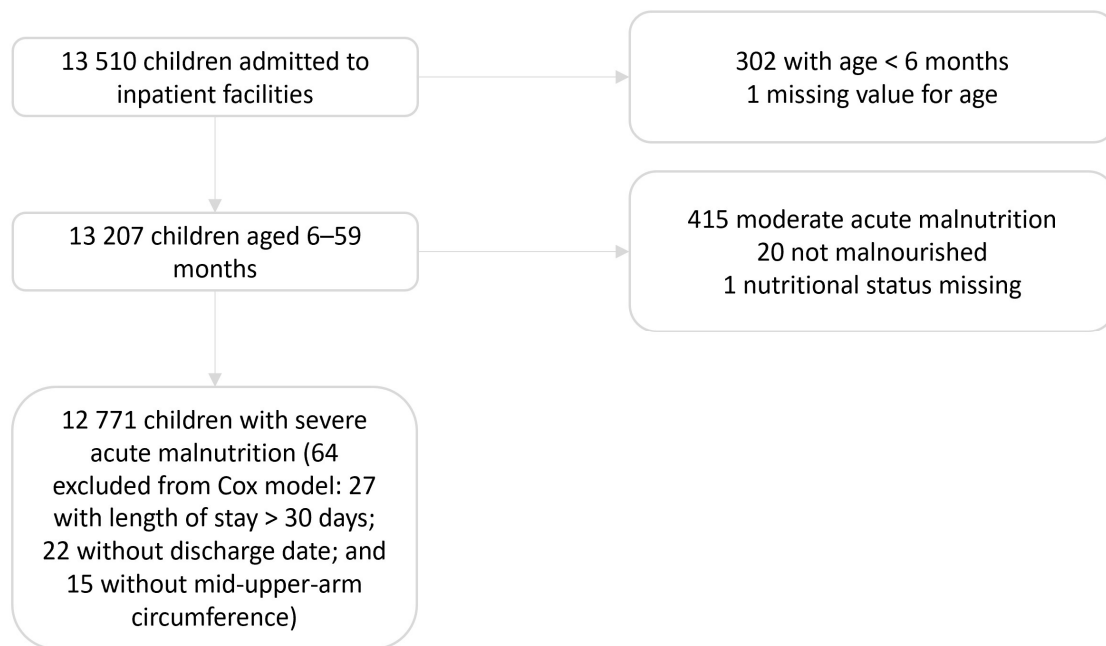 13 510 children admitted to
inpatient facilities
302 with age < 6 months
1 missing value for age
13 207 children aged 6–59
months
415 moderate acute malnutrition
20 not malnourished
1 nutritional status missing
12 771 children with severe
acute malnutrition (64
excluded from Cox model: 27
with length of stay > 30 days;
22 without discharge date; and
15 without mid-upper-arm
circumference)